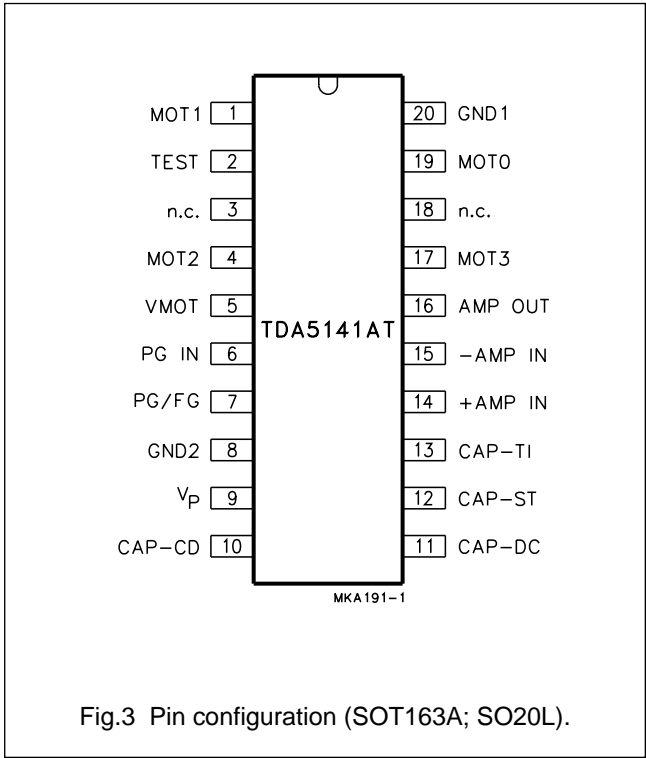 MOT1 1
TEST 2
n.c. 3
MOT2 4
VMOT 5
PG IN 6
PG/FG 7
GND2 8
VP 9
CAP-CD 10
TDA5141AT
20 GND1
19 MOT0
18 n.c.
17 MOT3
16 AMP OUT
15 -AMP IN
14 +AMP IN
13 CAP-TI
12 CAP-ST
11 CAP-DC
MKA191-1
Fig.3 Pin configuration (SOT163A; SO20L).